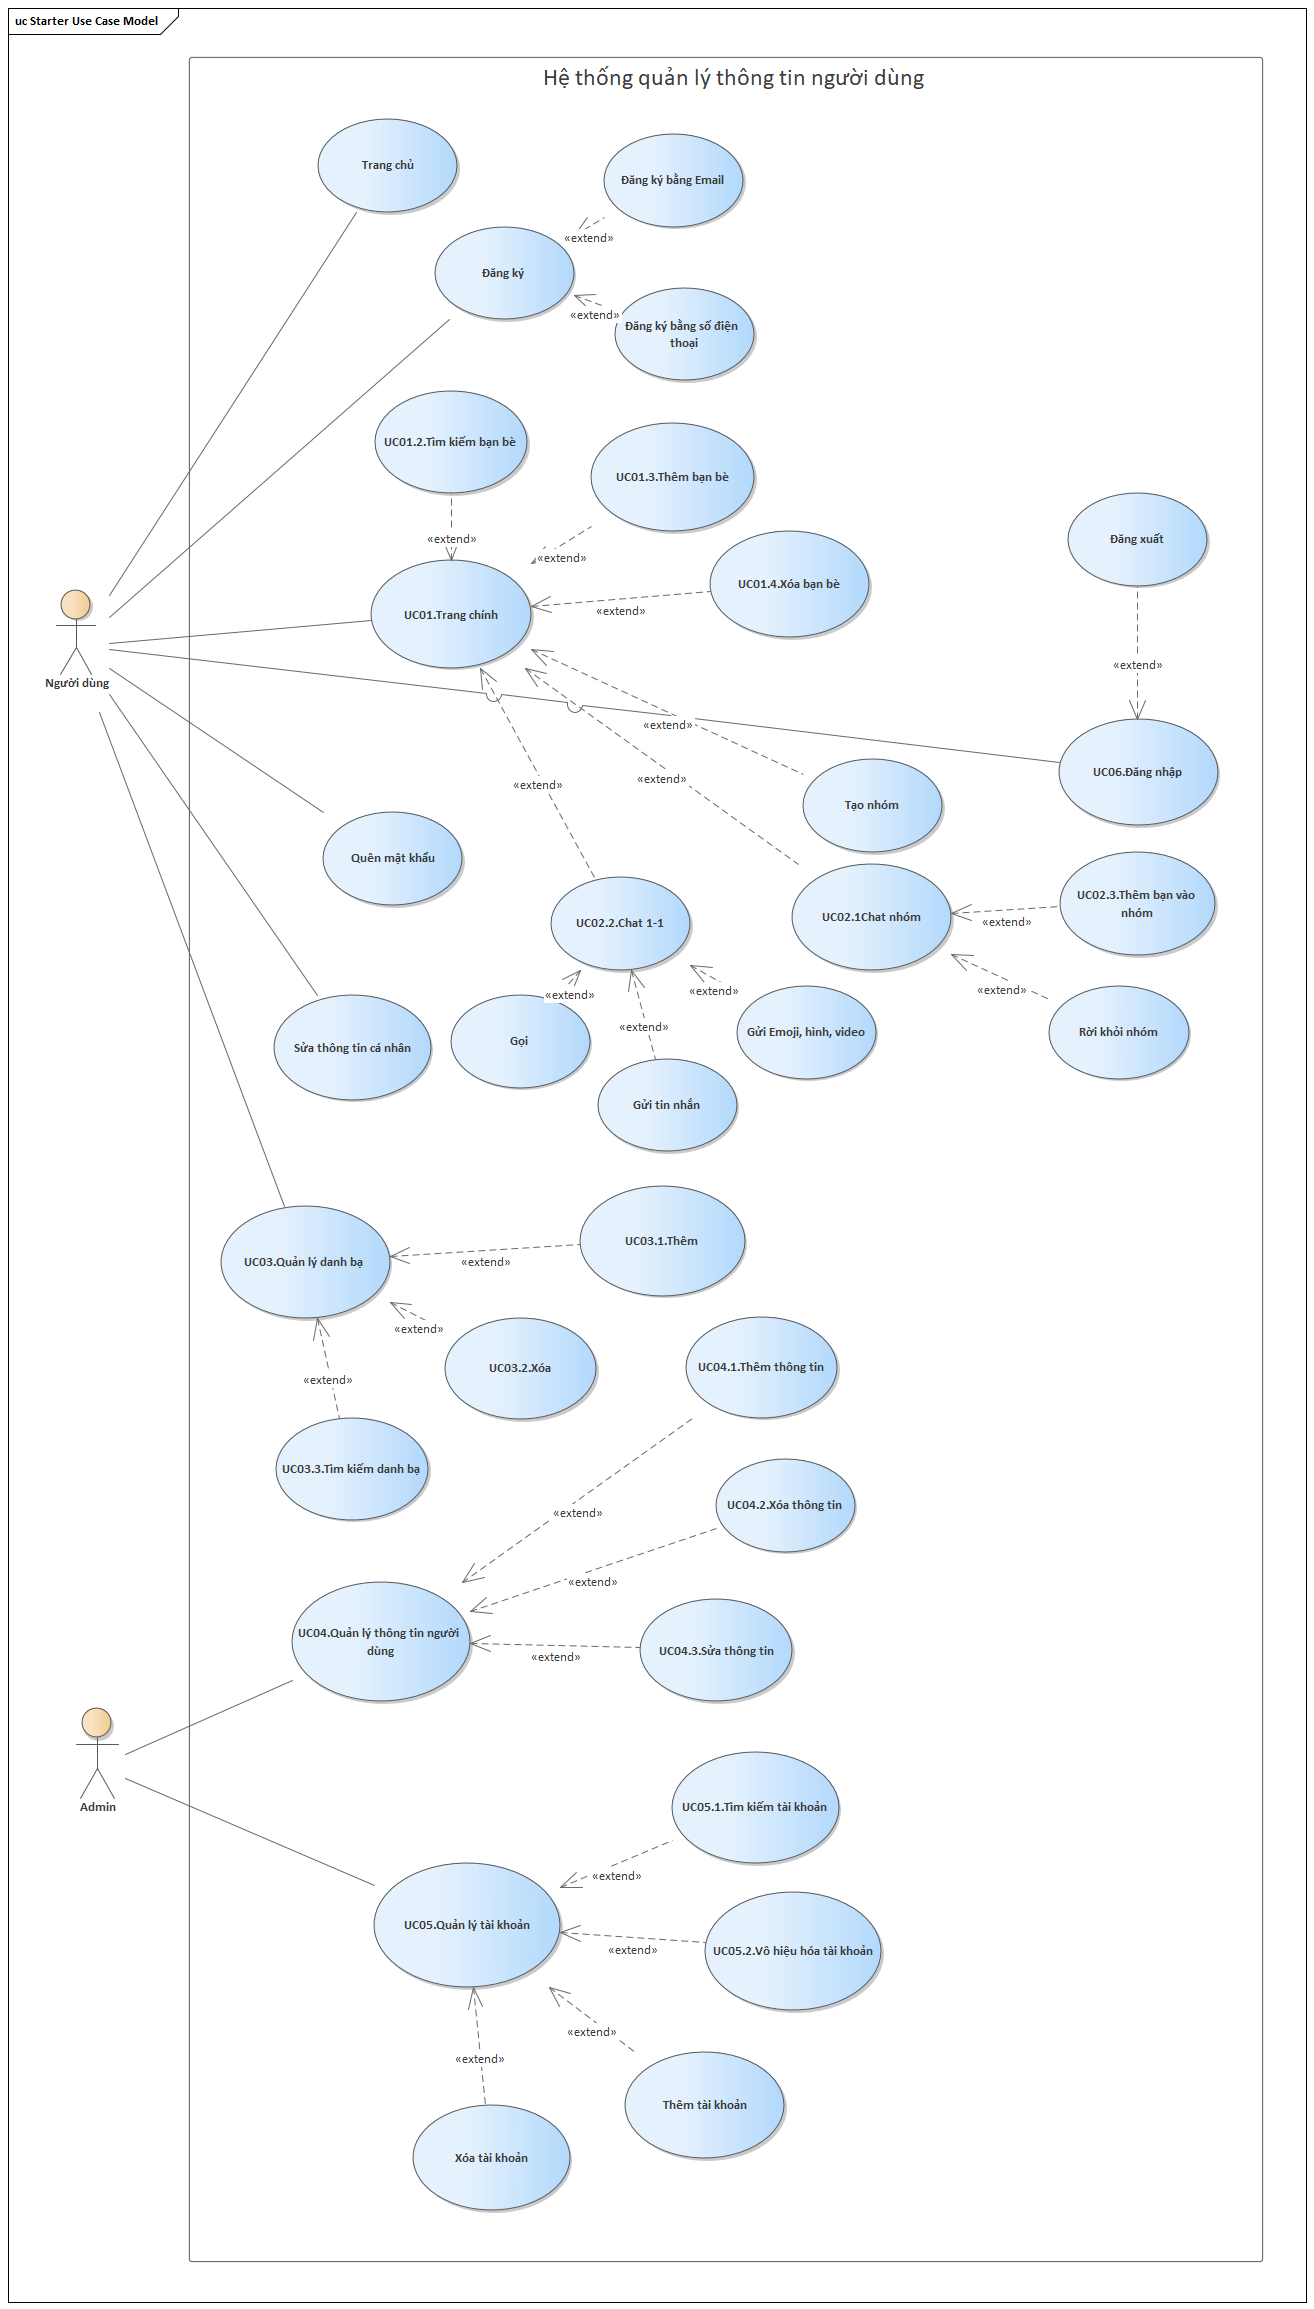 uc Starter Use Case Model
Hệ thống quản lý thông tin người dùng
Trang chủ
Đăng ký bằng Email
«extend»
Đăng ký
«extend»
Đăng ký bằng số điện
thoại
UC01.2.Tìm kiếm bạn bè
UC01.3.Thêm bạn bè
«extend»
Đăng xuất
«extend»
UC01.4.Xóa bạn bè
UC01.Trang chính
«extend»
Người dùng
«extend»
«extend»
UC06.Đăng nhập
«extend»
«extend»
Tạo nhóm
Quên mật khẩu
UC02.3.Thêm bạn vào
nhóm
UC02.2.Chat 1-1
UC02.1Chat nhóm
«extend»
«extend»
«extend»
«extend»
«extend»
Gửi Emoji, hình, video
Rời khỏi nhóm
Gọi
Sửa thông tin cá nhân
Gửi tin nhắn
UC03.1.Thêm
UC03.Quản lý danh bạ
«extend»
«extend»
UC03.2.Xóa
UC04.1.Thêm thông tin
«extend»
UC03.3.Tìm kiếm danh bạ
UC04.2.Xóa thông tin
«extend»
«extend»
UC04.Quản lý thông tin người
dùng
UC04.3.Sửa thông tin
«extend»
Admin
UC05.1.Tìm kiếm tài khoản
«extend»
UC05.Quản lý tài khoản
UC05.2.Vô hiệu hóa tài khoản
«extend»
«extend»
«extend»
Thêm tài khoản
Xóa tài khoản